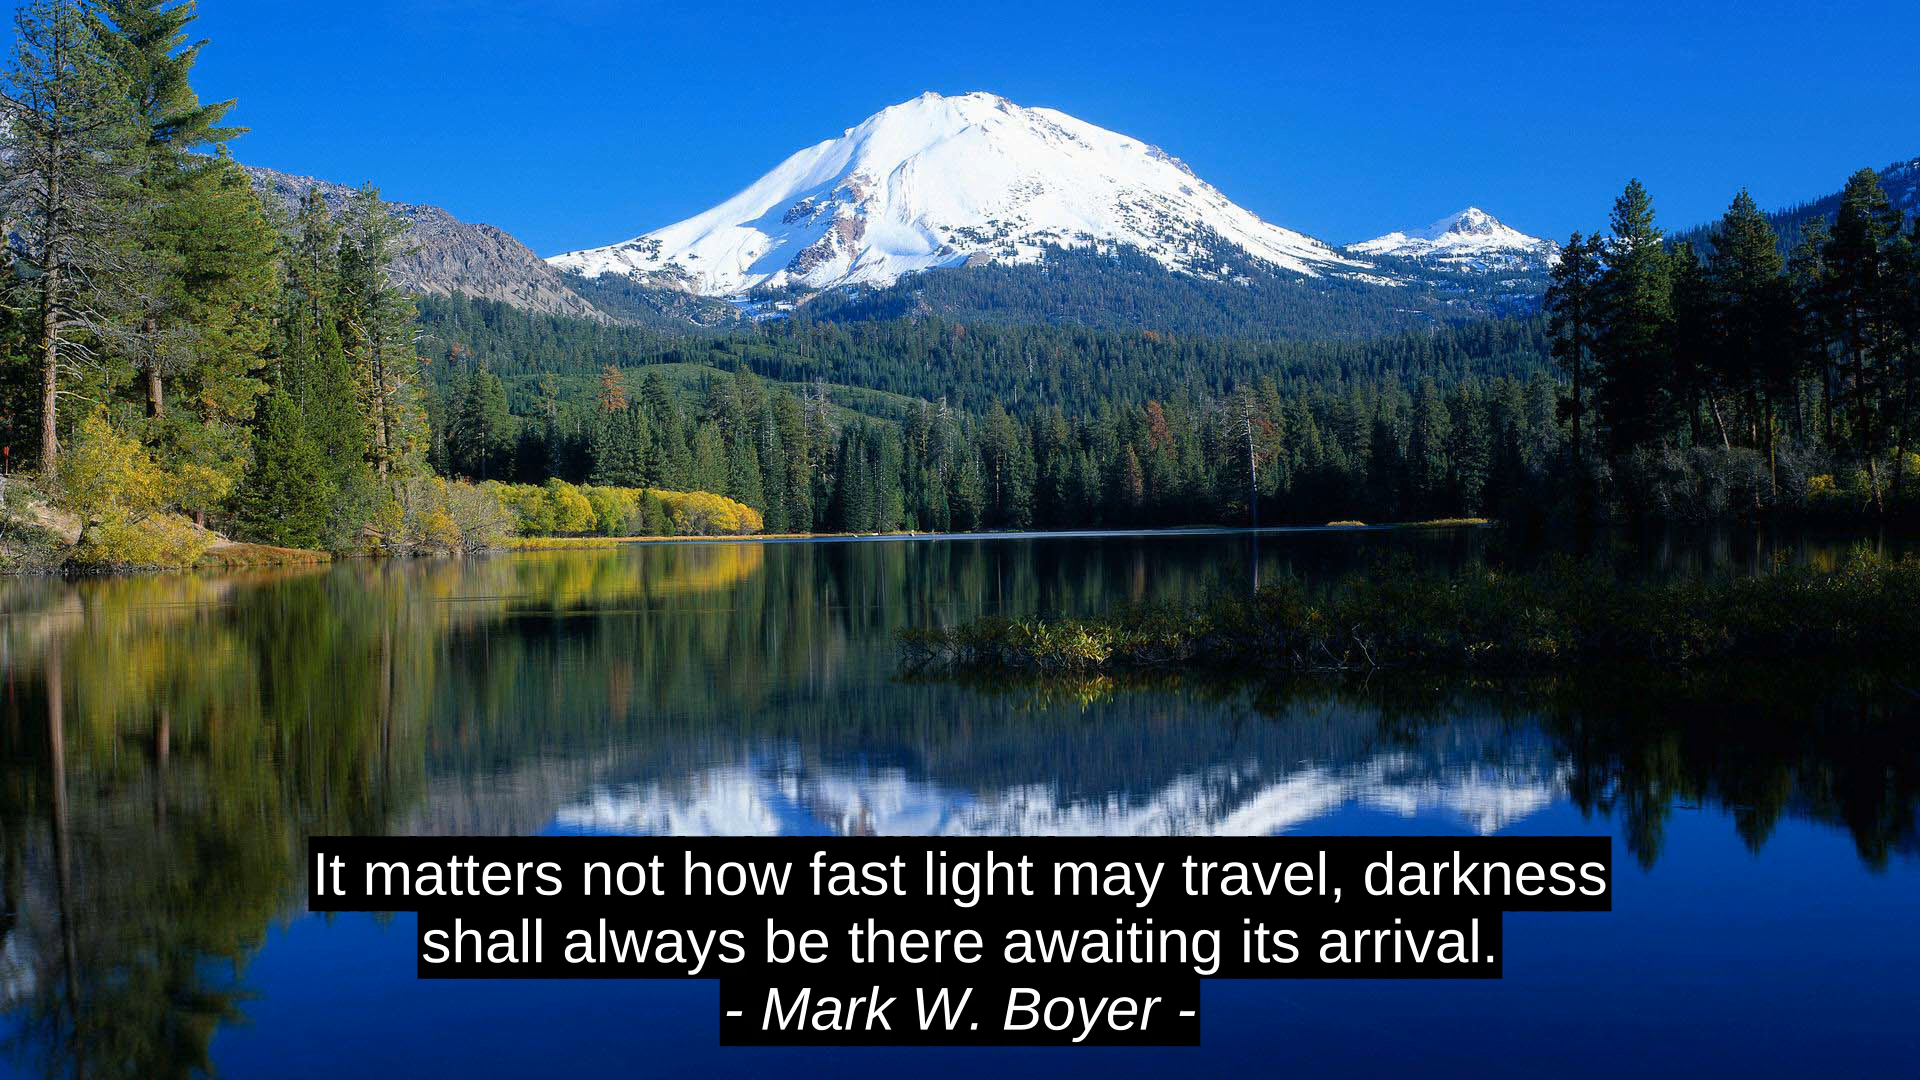 It matters not how fast light may travel, darkness
shall always be there awaiting its arrival.
- Mark W. Boyer -